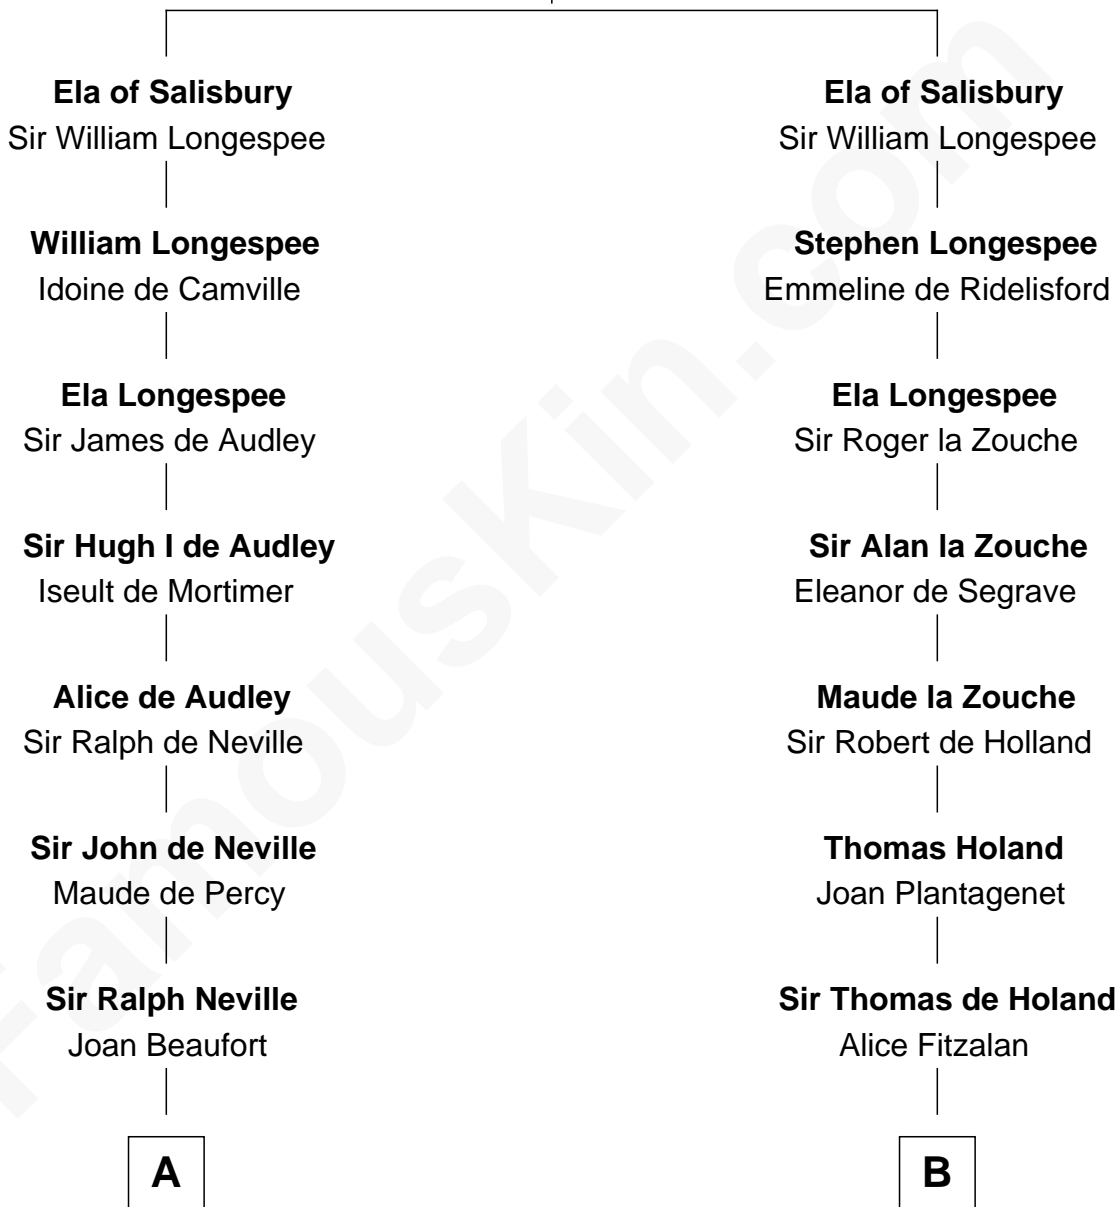 Ela of Salisbury
Sir William Longespee
William Longespee
Idoine de Camville
Ela Longespee
Sir James de Audley
Sir Hugh I de Audley
Iseult de Mortimer
Alice de Audley
Sir Ralph de Neville
Sir John de Neville
Maude de Percy
Sir Ralph Neville
Joan Beaufort
A
Ela of Salisbury
Sir William Longespee
Stephen Longespee
Emmeline de Ridelisford
Ela Longespee
Sir Roger la Zouche
Sir Alan la Zouche
Eleanor de Segrave
Maude la Zouche
Sir Robert de Holland
Thomas Holand
Joan Plantagenet
Sir Thomas de Holand
Alice Fitzalan
B
FamousKin.com